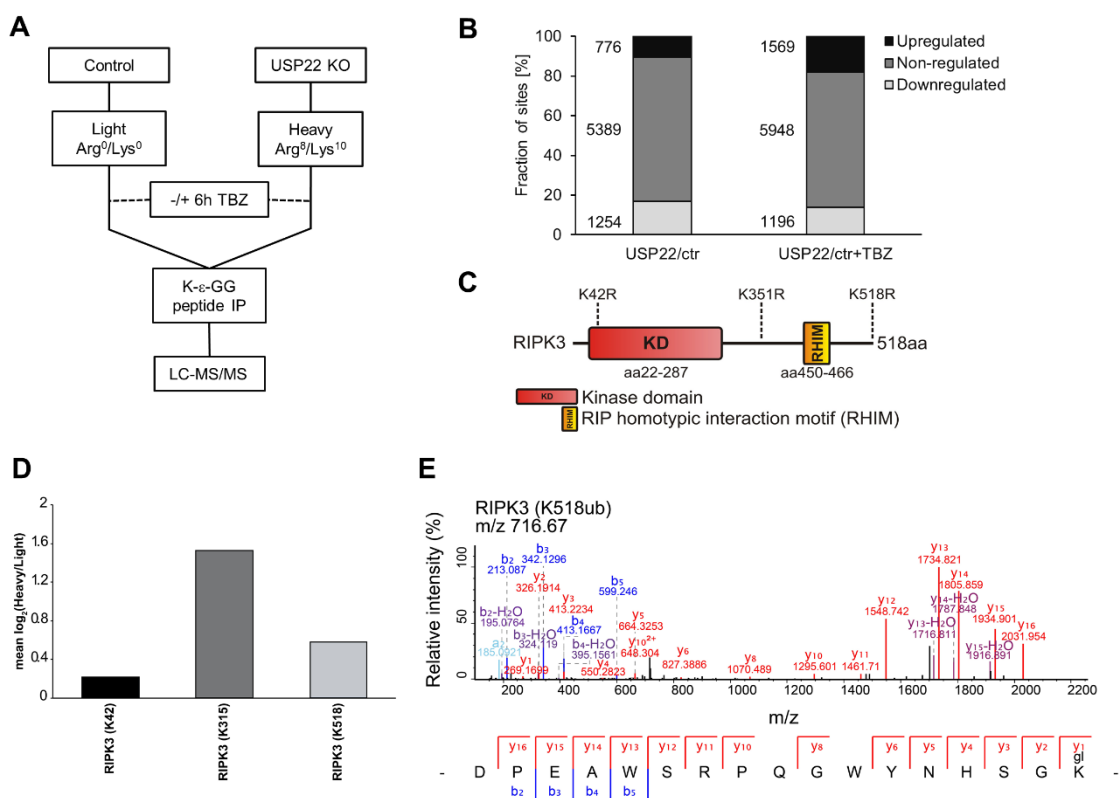 A
Control
USP22 KO
Light
Arg⁰/Lys⁰
Heavy
Arg⁸/Lys¹⁰
-/+ 6h TBZ
K-ε-GG
peptide IP
LC-MS/MS
B
Fraction of sites [%]
100
80
60
40
20
0
776
5389
1254
1569
5948
1196
USP22/ctr
USP22/ctr+TBZ
Upregulated
Non-regulated
Downregulated
C
K42R
K351R
K518R
RIPK3
KD
RHIM
518aa
aa22-287
aa450-466
KD
Kinase domain
RHIM
RIP homotypic interaction motif (RHIM)
D
mean log₂(Heavy/Light)
2
1.6
1.2
0.8
0.4
0
RIPK3 (K42)
RIPK3 (K315)
RIPK3 (K518)
E
RIPK3 (K518ub)
m/z 716.67
Relative intensity (%)
100
50
0
b₂
213.087
b₃
342.1296
y₂
326.1914
y₃
413.2234
b₄
413.1667
b₅
599.246
y₅
664.3253
y₁₀²⁺
648.304
b₂-H₂O
195.0764
b₃-H₂O
324.119
b₄-H₂O
395.1561
185.0921
y₁
269.1699
y₄
550.2823
y₆
827.3886
y₈
1070.489
y₁₀
1295.601
y₁₁
1461.71
y₁₂
1548.742
y₁₃
1734.821
y₁₄
1805.859
y₁₄-H₂O
1787.848
y₁₃-H₂O
1716.811
y₁₅
1934.901
y₁₅-H₂O
1916.891
y₁₆
2031.954
200 400 600 800 1000 1200 1400 1600 1800 2000 2200
m/z
y₁₆ y₁₅ y₁₄ y₁₃ y₁₂ y₁₁ y₁₀ y₈ y₆ y₅ y₄ y₃ y₂ y₁
gl
- D P E A W S R P Q G W Y N H S G K -
b₂ b₃ b₄ b₅